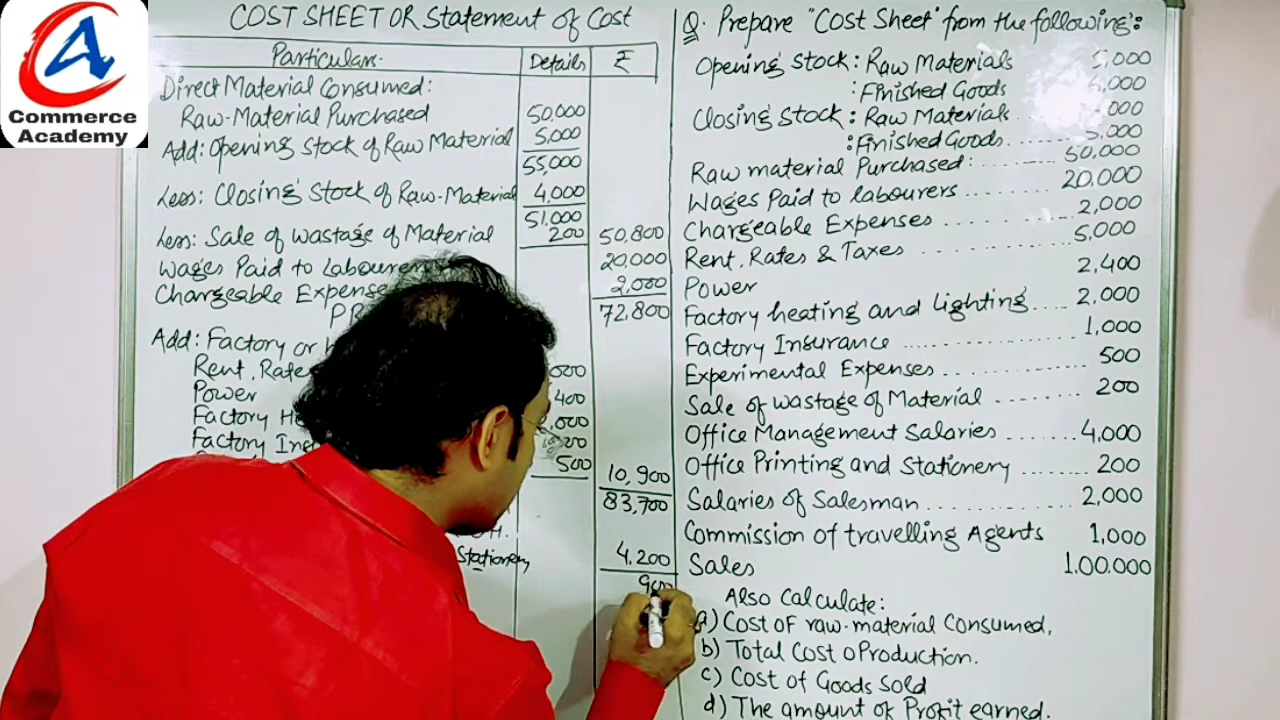 Commerce
Academy
COST SHEET OR Statement of Cost
Particulars. Details ₹
Direct Material Consumed:
Raw-Material Purchased 50,000
Add: Opening Stock of Raw Material 5,000
55,000
Less: Closing Stock of Raw-Material 4,000
51,000
Less: Sale of wastage of Material 200 50,800
Wages Paid to 20,000
Chargeable 2,000
72,800
Add: Factory or
Rent,
Power 400
Factory
Factory
500 10,900
83,700
Stationery 4,200
Q. Prepare "Cost Sheet" from the following:
Opening Stock: Raw Materials 5,000
: Finished Goods
Closing Stock: Raw Materials
: Finished Goods. 5,000
Raw material Purchased: 50,000
Wages Paid to labourers 20,000
Chargeable Expenses 2,000
Rent, Rates & Taxes 5,000
Power 2,400
Factory heating and lighting 2,000
Factory Insurance 1,000
Experimental Expenses 500
Sale of wastage of Material 200
Office Management Salaries 4,000
Office Printing and Stationery 200
Salaries of Salesman 2,000
Commission of travelling Agents 1,000
Sales 1,00,000
Also Calculate:
a) Cost of raw-material Consumed,
b) Total Cost o Production.
c) Cost of Goods Sold
d) The amount of Profit earned.